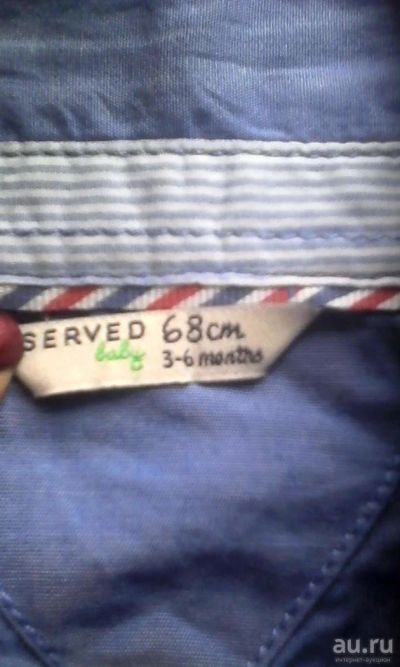 SERVED 68cm
baby 3-6 months
au.ru
интернет-аукцион